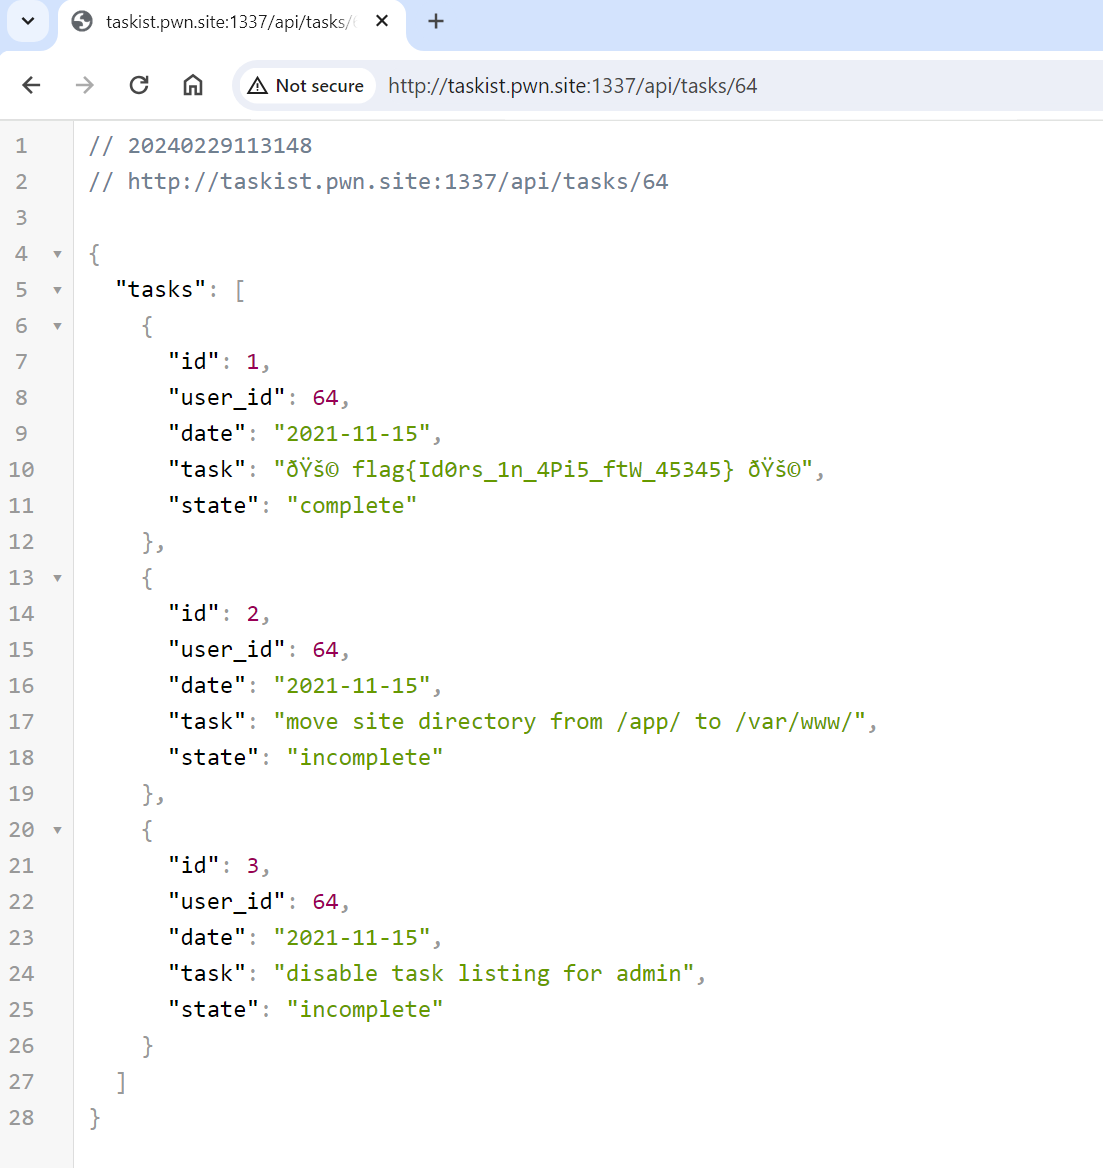 taskist.pwn.site:1337/api/tasks/6
Not secure http://taskist.pwn.site:1337/api/tasks/64
1 // 20240229113148
2 // http://taskist.pwn.site:1337/api/tasks/64
3
4 {
5 "tasks": [
6 {
7 "id": 1,
8 "user_id": 64,
9 "date": "2021-11-15",
10 "task": "ðŸš© flag{Id0rs_1n_4Pi5_ftW_45345} ðŸš©",
11 "state": "complete"
12 },
13 {
14 "id": 2,
15 "user_id": 64,
16 "date": "2021-11-15",
17 "task": "move site directory from /app/ to /var/www/",
18 "state": "incomplete"
19 },
20 {
21 "id": 3,
22 "user_id": 64,
23 "date": "2021-11-15",
24 "task": "disable task listing for admin",
25 "state": "incomplete"
26 }
27 ]
28 }